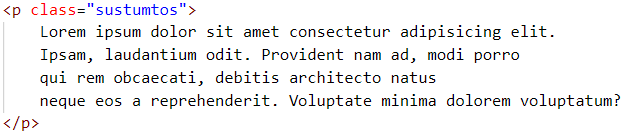 <p class="sustumtos">
Lorem ipsum dolor sit amet consectetur adipisicing elit.
Ipsam, laudantium odit. Provident nam ad, modi porro
qui rem obcaecati, debitis architecto natus
neque eos a reprehenderit. Voluptate minima dolorem voluptatum?
</p>